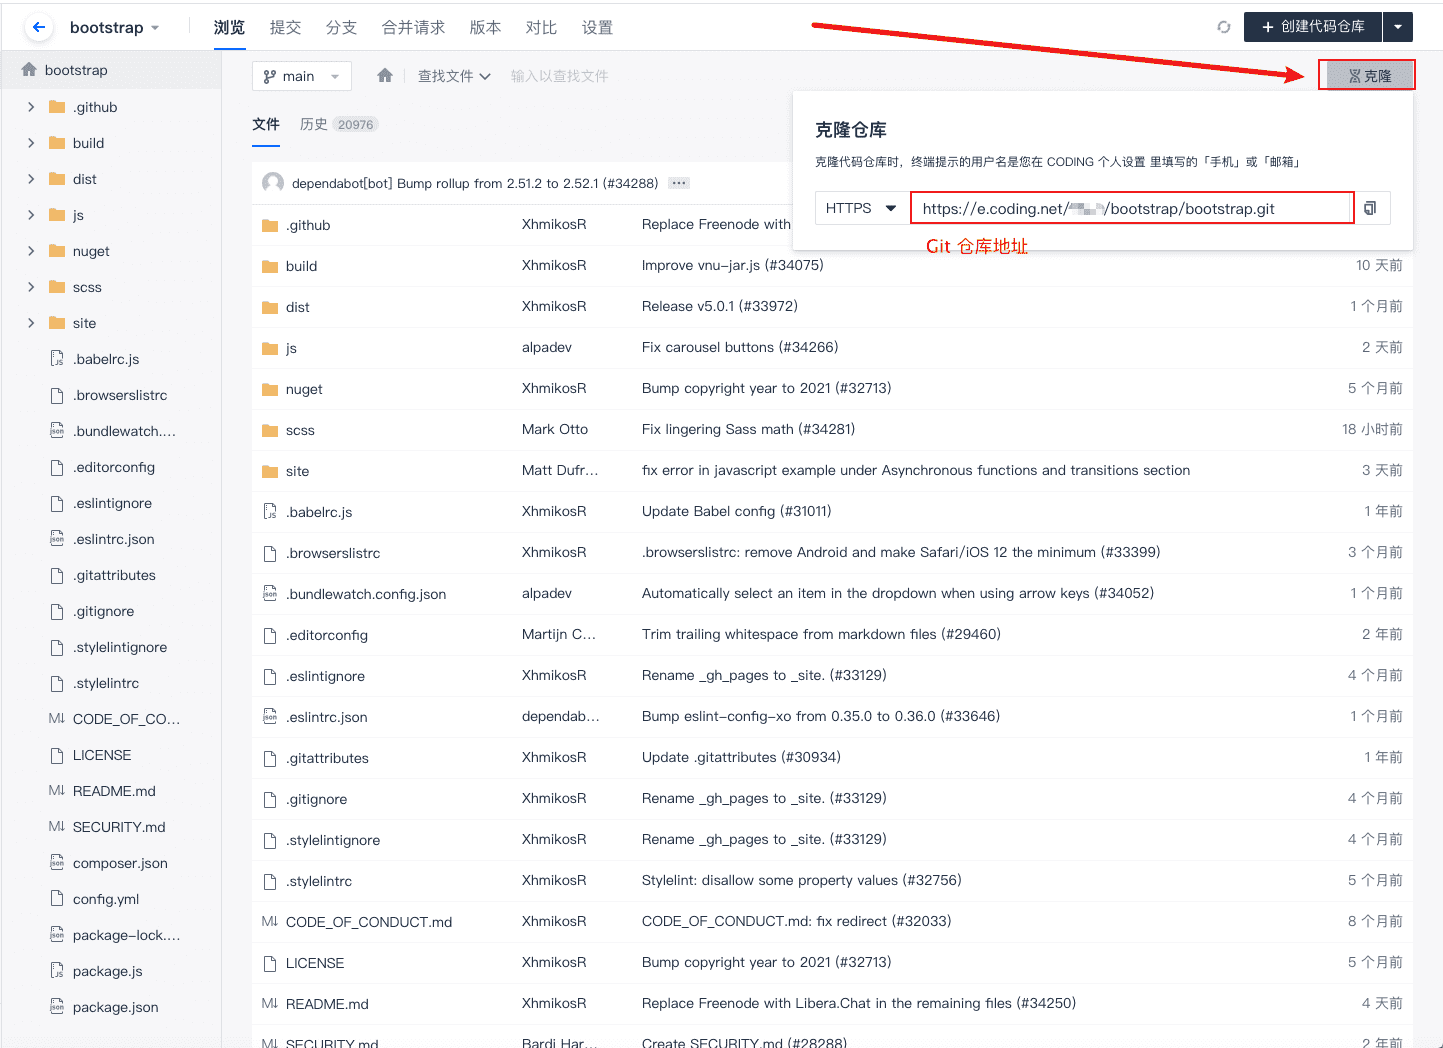 bootstrap 浏览 提交 分支 合并请求 版本 对比 设置 创建代码仓库
bootstrap
.github
build
dist
js
nuget
scss
site
.babelrc.js
.browserslistrc
.bundlewatch....
.editorconfig
.eslintignore
.eslintrc.json
.gitattributes
.gitignore
.stylelintignore
.stylelintrc
CODE_OF_CO...
LICENSE
README.md
SECURITY.md
composer.json
config.yml
package-lock....
package.js
package.json
main 查找文件 输入以查找文件 克隆
文件 历史 20976
克隆仓库
克隆代码仓库时，终端提示的用户名是您在 CODING 个人设置 里填写的「手机」或「邮箱」
HTTPS https://e.coding.net/ /bootstrap/bootstrap.git
Git 仓库地址
dependabot[bot] Bump rollup from 2.51.2 to 2.52.1 (#34288) ...
.github XhmikosR Replace Freenode with
build XhmikosR Improve vnu-jar.js (#34075) 10 天前
dist XhmikosR Release v5.0.1 (#33972) 1 个月前
js alpadev Fix carousel buttons (#34266) 2 天前
nuget XhmikosR Bump copyright year to 2021 (#32713) 5 个月前
scss Mark Otto Fix lingering Sass math (#34281) 18 小时前
site Matt Dufr... fix error in javascript example under Asynchronous functions and transitions section 3 天前
.babelrc.js XhmikosR Update Babel config (#31011) 1 年前
.browserslistrc XhmikosR .browserslistrc: remove Android and make Safari/iOS 12 the minimum (#33399) 3 个月前
.bundlewatch.config.json alpadev Automatically select an item in the dropdown when using arrow keys (#34052) 1 个月前
.editorconfig Martijn C... Trim trailing whitespace from markdown files (#29460) 2 年前
.eslintignore XhmikosR Rename _gh_pages to _site. (#33129) 4 个月前
.eslintrc.json dependab... Bump eslint-config-xo from 0.35.0 to 0.36.0 (#33646) 1 个月前
.gitattributes XhmikosR Update .gitattributes (#30934) 1 年前
.gitignore XhmikosR Rename _gh_pages to _site. (#33129) 4 个月前
.stylelintignore XhmikosR Rename _gh_pages to _site. (#33129) 4 个月前
.stylelintrc XhmikosR Stylelint: disallow some property values (#32756) 5 个月前
CODE_OF_CONDUCT.md XhmikosR CODE_OF_CONDUCT.md: fix redirect (#32033) 8 个月前
LICENSE XhmikosR Bump copyright year to 2021 (#32713) 5 个月前
README.md XhmikosR Replace Freenode with Libera.Chat in the remaining files (#34250) 4 天前
SECURITY.md Bardi Har... Create SECURITY.md (#28288) 2 年前